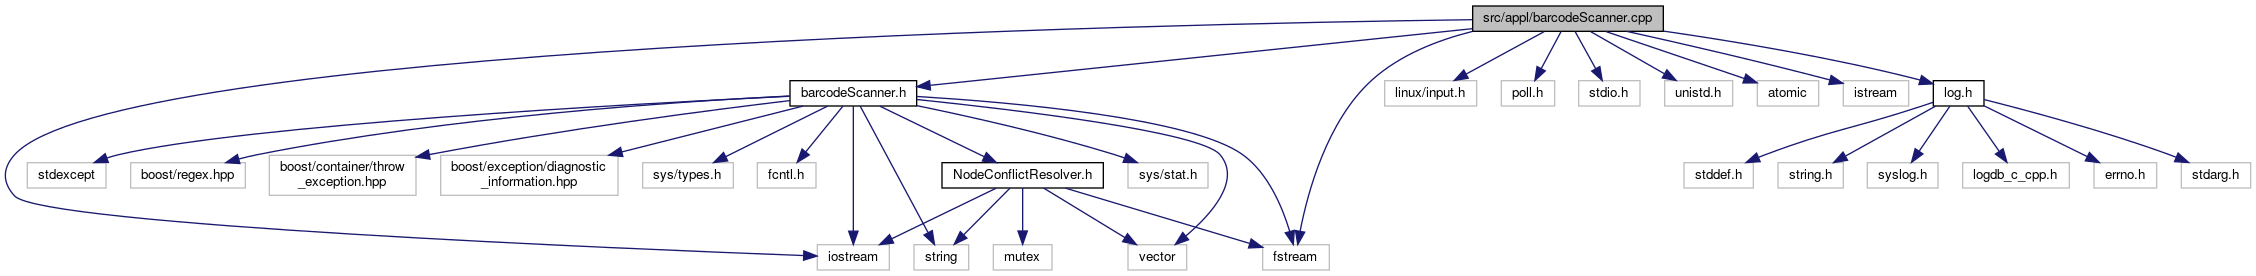 src/appl/barcodeScanner.cpp
barcodeScanner.h
linux/input.h
poll.h
stdio.h
unistd.h
atomic
istream
log.h
stdexcept
boost/regex.hpp
boost/container/throw
_exception.hpp
boost/exception/diagnostic
_information.hpp
sys/types.h
fcntl.h
NodeConflictResolver.h
sys/stat.h
stddef.h
string.h
syslog.h
logdb_c_cpp.h
errno.h
stdarg.h
iostream
string
mutex
vector
fstream